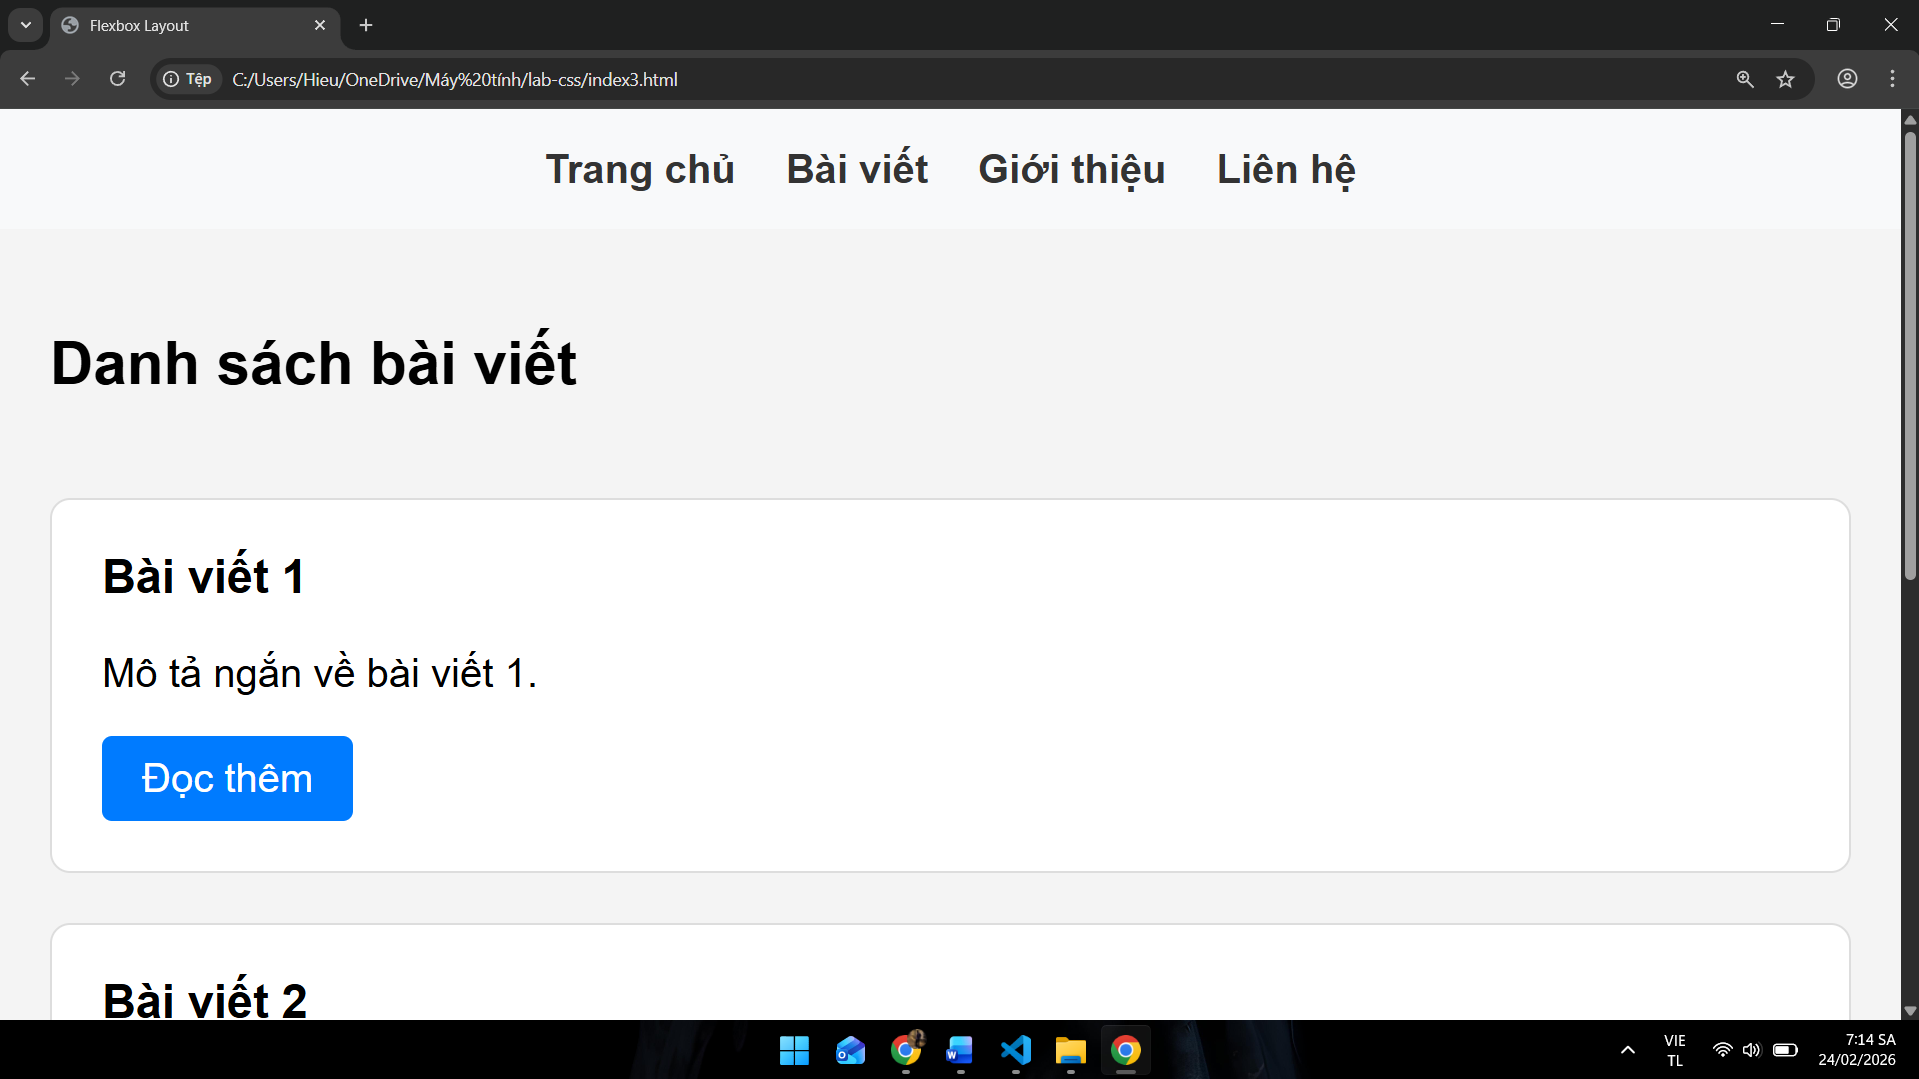 Flexbox Layout
Tệp C:/Users/Hieu/OneDrive/Máy%20tính/lab-css/index3.html
Trang chủ Bài viết Giới thiệu Liên hệ
Danh sách bài viết
Bài viết 1
Mô tả ngắn về bài viết 1.
Đọc thêm
Bài viết 2
VIE
TL
7:14 SA
24/02/2026